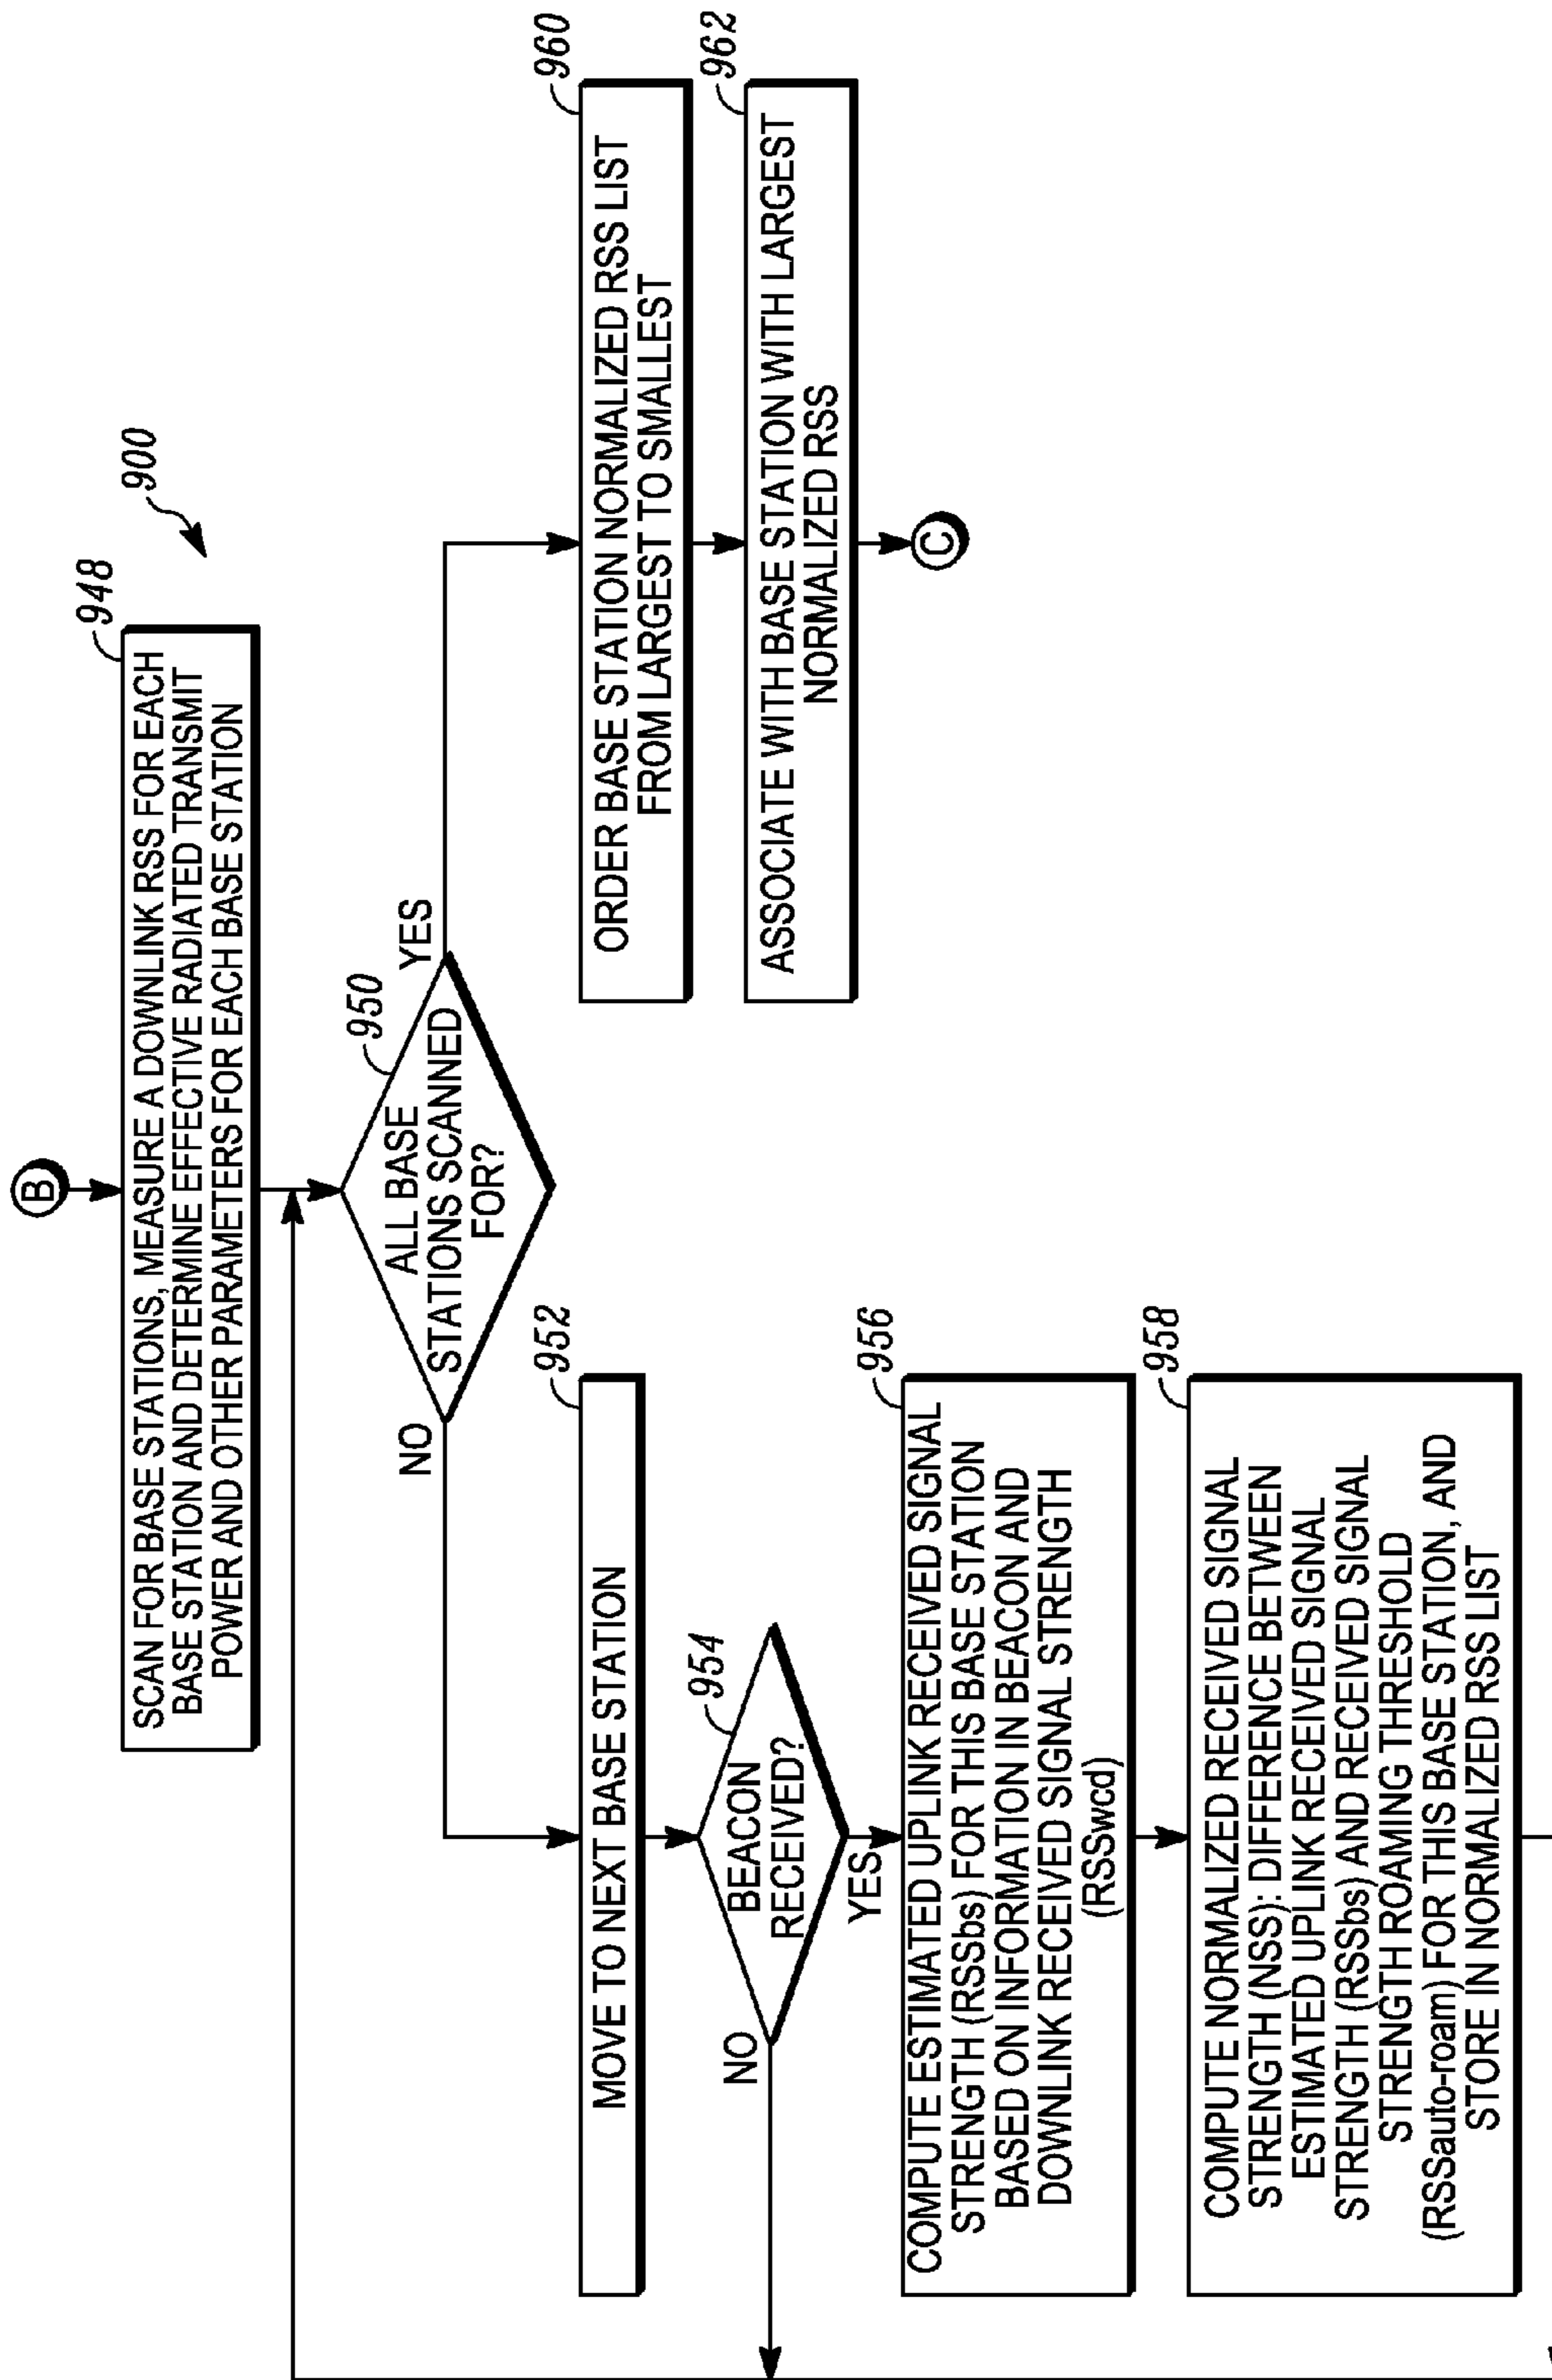 B
900
948
SCAN FOR BASE STATIONS, MEASURE A DOWNLINK RSS FOR EACH
BASE STATION AND DETERMINE EFFECTIVE RADIATED TRANSMIT
POWER AND OTHER PARAMETERS FOR EACH BASE STATION
950
ALL BASE
STATIONS SCANNED
FOR?
NO
YES
952
MOVE TO NEXT BASE STATION
954
BEACON
RECEIVED?
NO
YES
956
COMPUTE ESTIMATED UPLINK RECEIVED SIGNAL
STRENGTH (RSSbs) FOR THIS BASE STATION
BASED ON INFORMATION IN BEACON AND
DOWNLINK RECEIVED SIGNAL STRENGTH
(RSSwcd)
958
COMPUTE NORMALIZED RECEIVED SIGNAL
STRENGTH (NSS): DIFFERENCE BETWEEN
ESTIMATED UPLINK RECEIVED SIGNAL
STRENGTH (RSSbs) AND RECEIVED SIGNAL
STRENGTH ROAMING THRESHOLD
(RSSauto-roam) FOR THIS BASE STATION, AND
STORE IN NORMALIZED RSS LIST
960
ORDER BASE STATION NORMALIZED RSS LIST
FROM LARGEST TO SMALLEST
962
ASSOCIATE WITH BASE STATION WITH LARGEST
NORMALIZED RSS
C